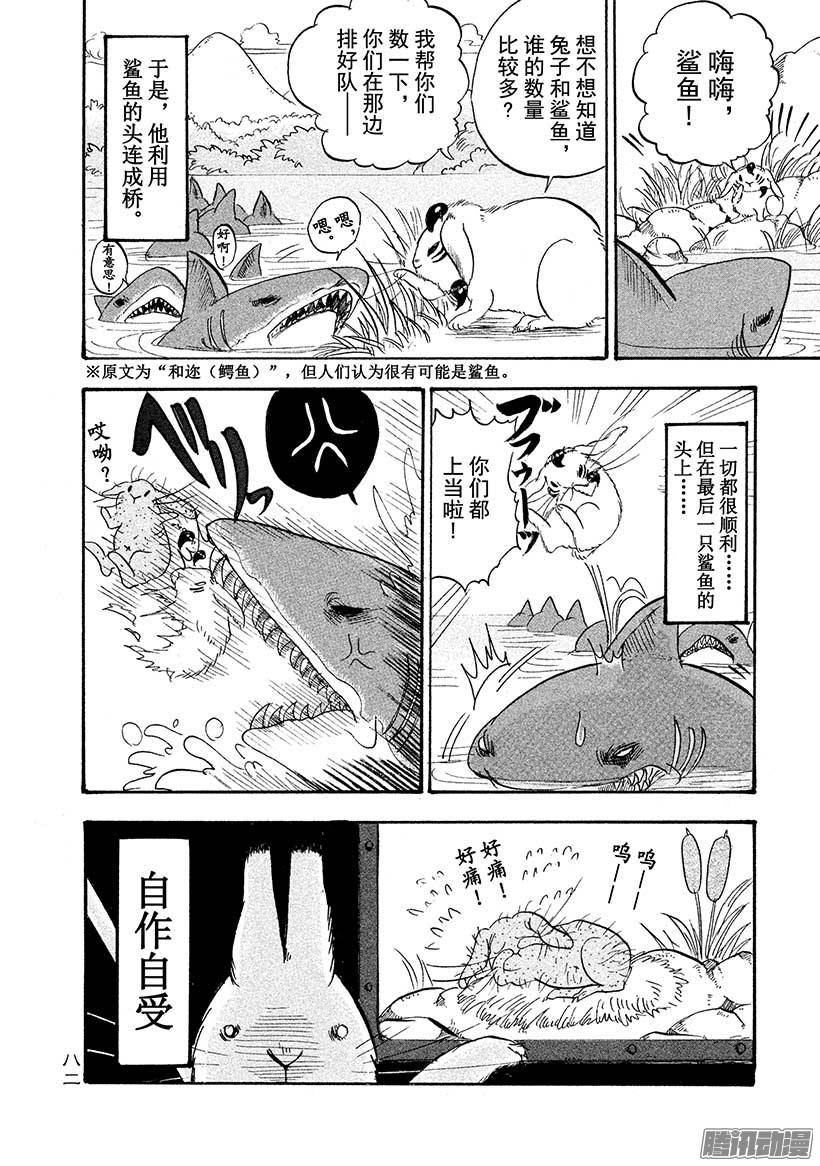 嗨嗨，
鲨鱼！
想不想知道
兔子和鲨鱼，
谁的数量
比较多？
我帮你们
数一下，
你们在那边
排好队——
嗯，
嗯。
好啊！
有意思！
于是，他利用
鲨鱼的头连成桥。
※原文为“和迩（鳄鱼）”，但人们认为很有可能是鲨鱼。
一切都很顺利……
但在最后一只鲨鱼的
头上……
ブフゥーッ
你们都
上当啦！
哎呦？
呜——
呜——
好痛！
好痛！
自作自受
八二
腾讯动漫